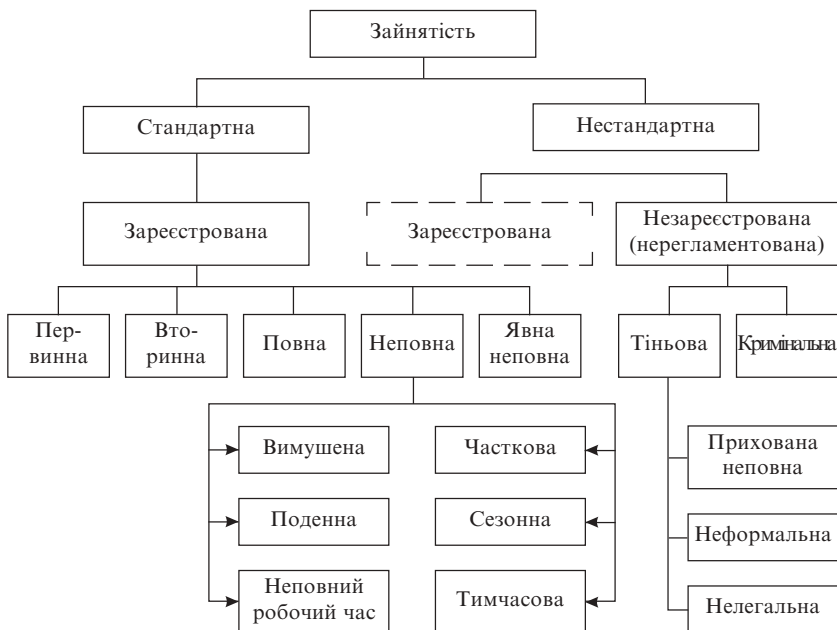 Зайнятість
Стандартна
Нестандартна
Зареєстрована
Зареєстрована
Незареєстрована
(нерегламентована)
Пер-
винна
Вто-
ринна
Повна
Неповна
Явна
неповна
Тіньова
Кримінальна
Вимушена
Часткова
Прихована
неповна
Поденна
Сезонна
Неформальна
Неповний
робочий час
Тимчасова
Нелегальна